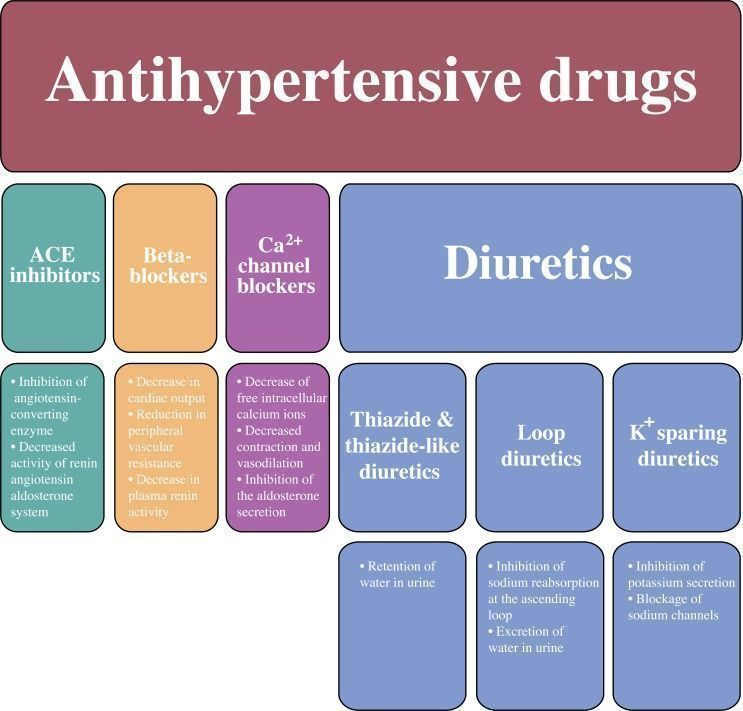 Antihypertensive drugs
ACE
inhibitors
Beta-
blockers
Ca2+
channel
blockers
Diuretics
• Inhibition of
angiotensin-
converting
enzyme
• Decreased
activity of renin
angiotensin
aldosterone
system
• Decrease in
cardiac output
• Reduction in
peripheral
vascular
resistance
• Decrease in
plasma renin
activity
• Decrease of
free intracellular
calcium ions
• Decreased
contraction and
vasodilation
• Inhibition of
the aldosterone
secretion
Thiazide &
thiazide-like
diuretics
Loop
diuretics
K+ sparing
diuretics
• Retention of
water in urine
• Inhibition of
sodium reabsorption
at the ascending
loop
• Excretion of
water in urine
• Inhibition of
potassium secretion
• Blockage of
sodium channels